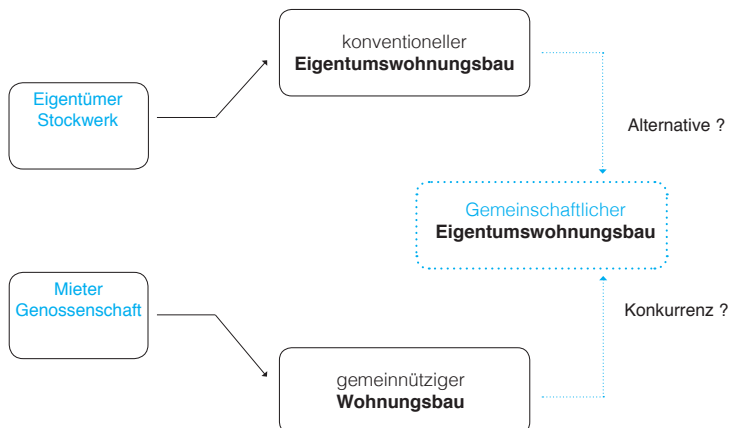 konventioneller
Eigentumswohnungsbau
Eigentümer
Stockwerk
Alternative ?
Gemeinschaftlicher
Eigentumswohnungsbau
Mieter
Genossenschaft
Konkurrenz ?
gemeinnütziger
Wohnungsbau